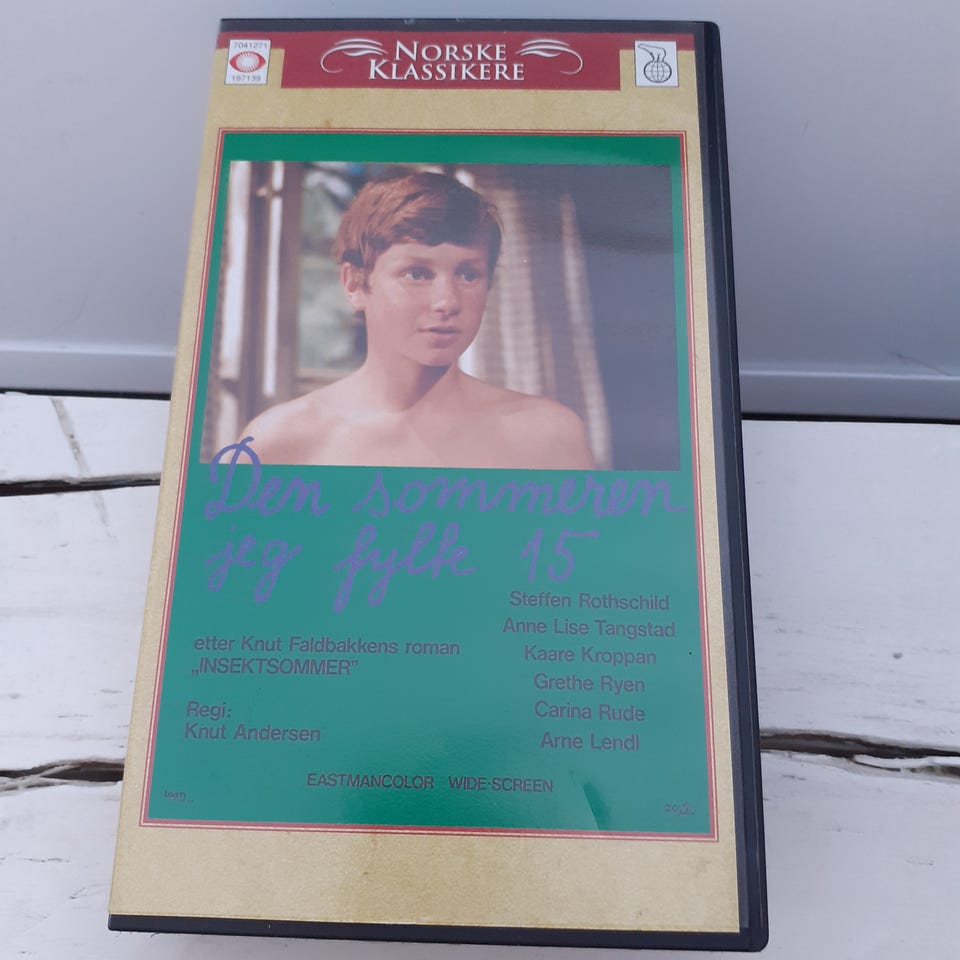 7041271
197139
NORSKE
KLASSIKERE
Den sommeren
jeg fylte 15
Steffen Rothschild
Anne Lise Tangstad
Kaare Kroppan
Grethe Ryen
Carina Rude
Arne Lendl
etter Knut Faldbakkens roman
„INSEKTSOMMER”
Regi:
Knut Andersen
EASTMANCOLOR WIDE-SCREEN